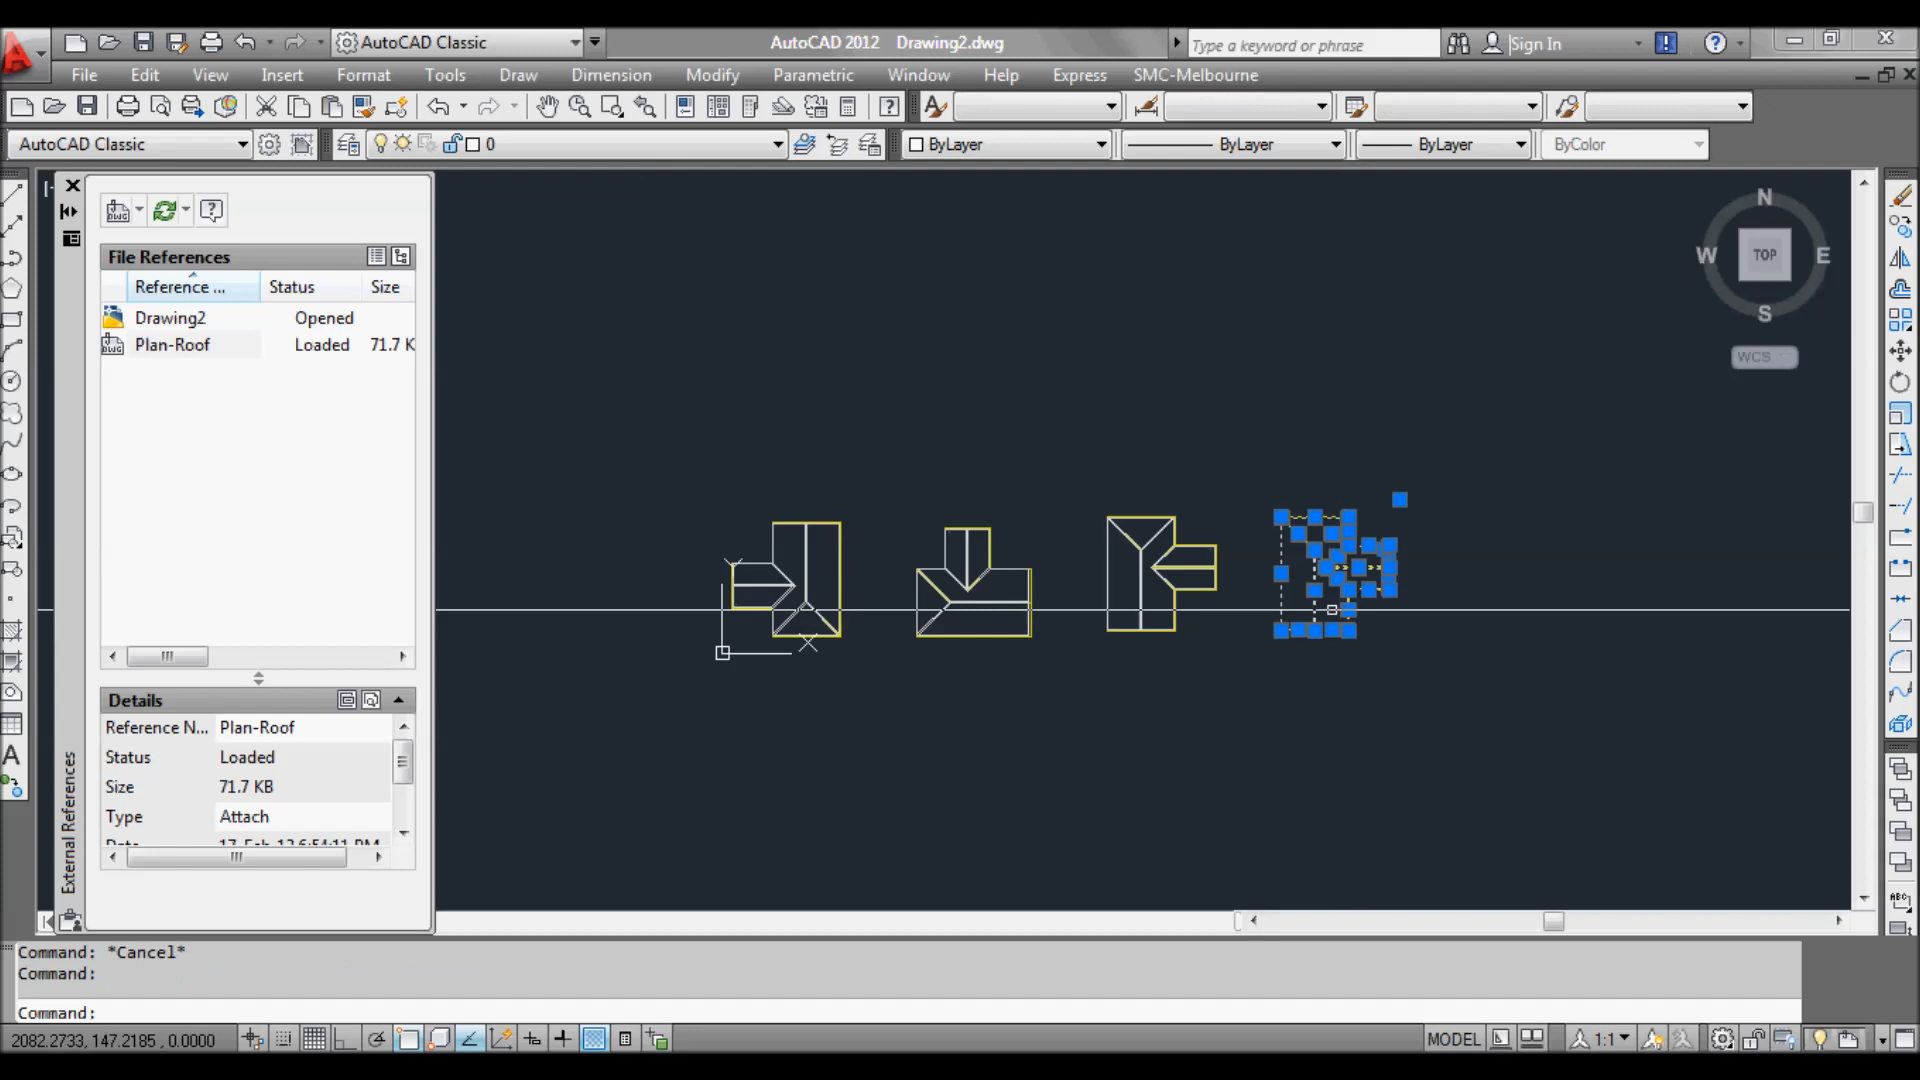 AutoCAD Classic
AutoCAD 2012 Drawing2.dwg
Type a keyword or phrase
Sign In
File Edit View Insert Format Tools Draw Dimension Modify Parametric Window Help Express SMC-Melbourne
AutoCAD Classic
0
ByLayer
ByLayer
ByLayer
ByColor
File References
Reference ... Status Size
Drawing2 Opened
Plan-Roof Loaded 71.7 K
Details
Reference N... Plan-Roof
Status Loaded
Size 71.7 KB
Type Attach
External References
N
W TOP E
S
WCS
Command: *Cancel*
Command:
Command:
2082.2733, 147.2185 , 0.0000
MODEL
1:1